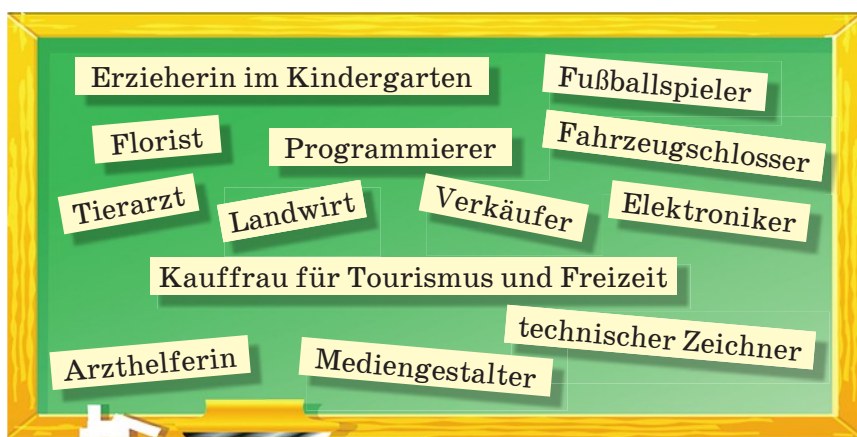 Erzieherin im Kindergarten
Fußballspieler
Florist
Programmierer
Fahrzeugschlosser
Tierarzt
Landwirt
Verkäufer
Elektroniker
Kauffrau für Tourismus und Freizeit
technischer Zeichner
Arzthelferin
Mediengestalter